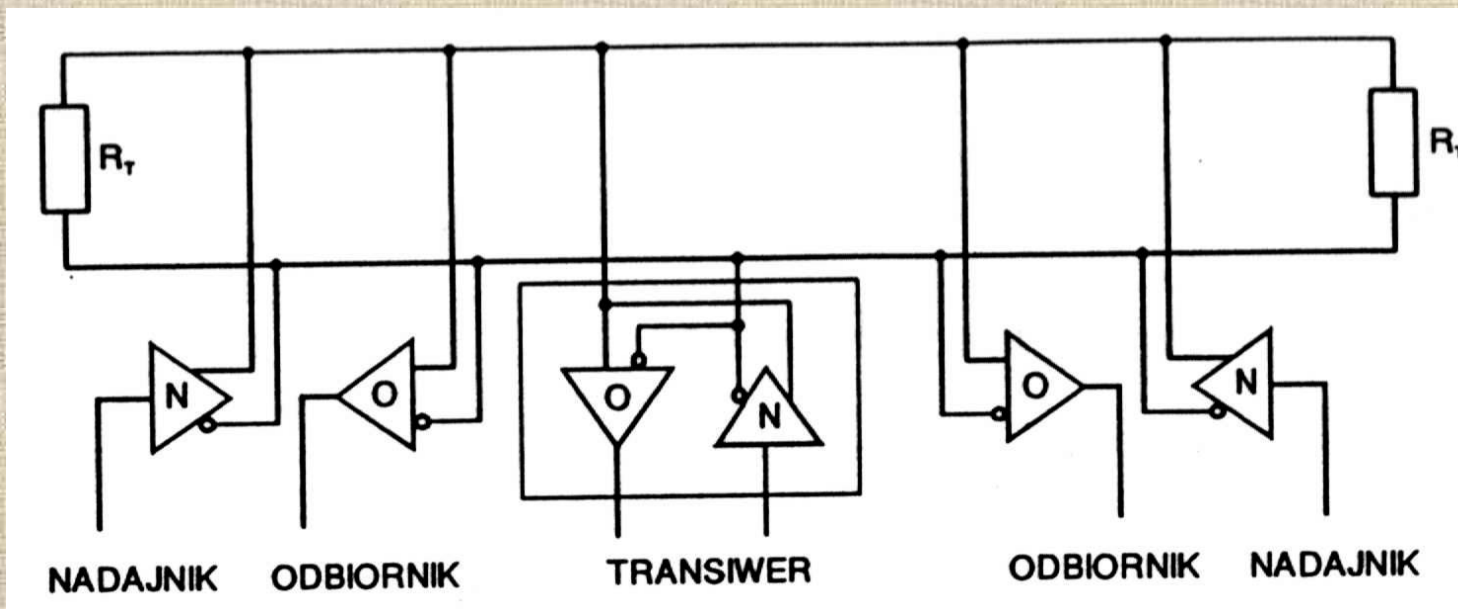 R_T
R_T
N
O
O
N
O
N
NADAJNIK
ODBIORNIK
TRANSIWER
ODBIORNIK
NADAJNIK